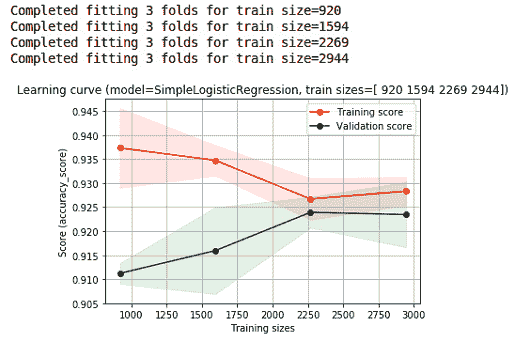 Completed fitting 3 folds for train size=920
Completed fitting 3 folds for train size=1594
Completed fitting 3 folds for train size=2269
Completed fitting 3 folds for train size=2944
Learning curve (model=SimpleLogisticRegression, train sizes=[ 920 1594 2269 2944])
Training score
Validation score
Score (accuracy_score)
0.945
0.940
0.935
0.930
0.925
0.920
0.915
0.910
0.905
1000 1250 1500 1750 2000 2250 2500 2750 3000
Training sizes